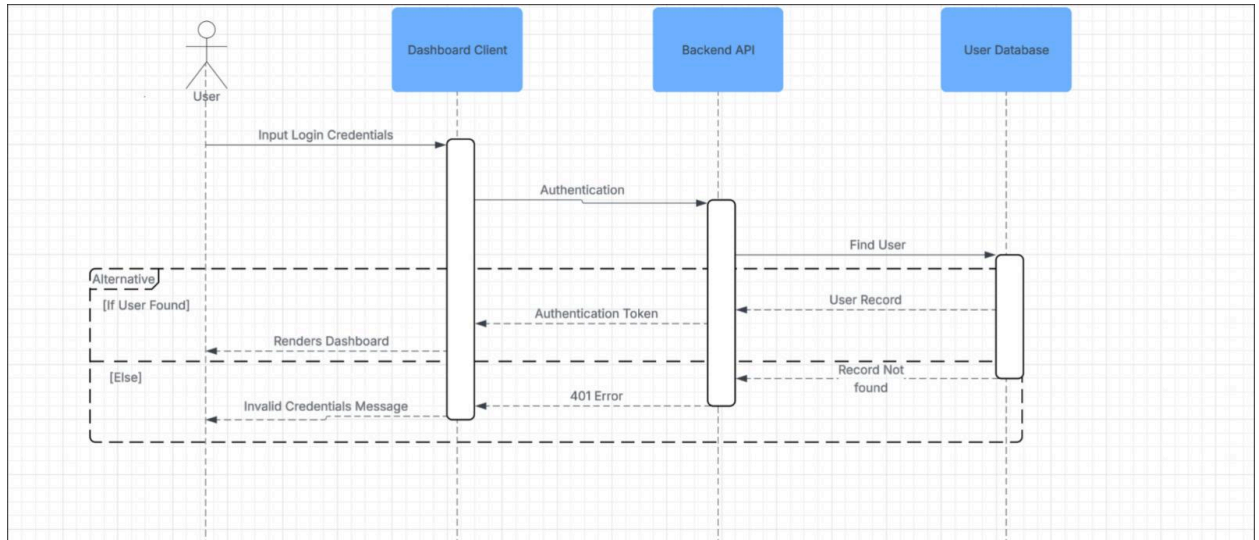 Dashboard Client
Backend API
User Database
User
Input Login Credentials
Authentication
Find User
Alternative
[If User Found]
User Record
Authentication Token
Renders Dashboard
[Else]
Record Not
found
401 Error
Invalid Credentials Message